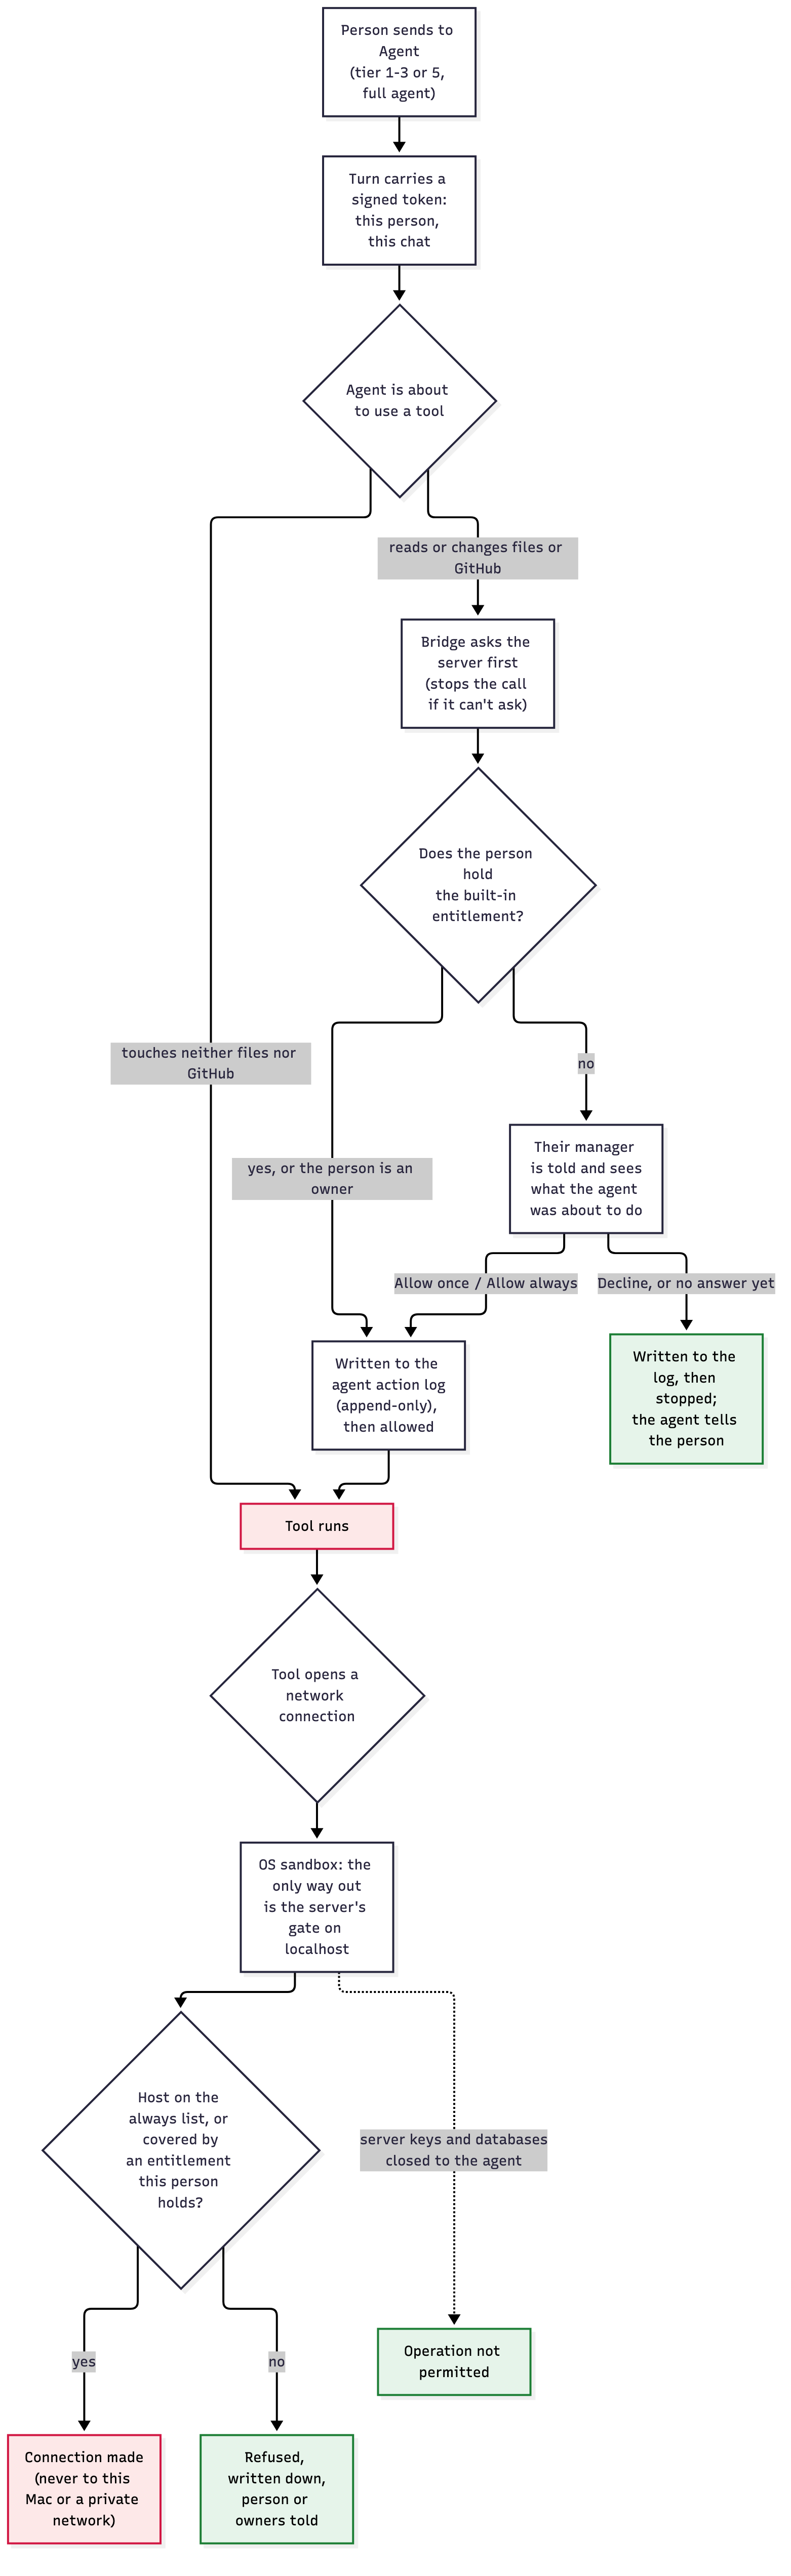 Person sends to
Agent
(tier 1-3 or 5,
full agent)
Turn carries a
signed token:
this person,
this chat
Agent is about
to use a tool
reads or changes files or
GitHub
Bridge asks the
server first
(stops the call
if it can't ask)
Does the person
hold
the built-in
entitlement?
touches neither files nor
GitHub
no
Their manager
is told and sees
what the agent
was about to do
yes, or the person is an
owner
Allow once / Allow always
Decline, or no answer yet
Written to the
agent action log
(append-only),
then allowed
Written to the
log, then
stopped;
the agent tells
the person
Tool runs
Tool opens a
network
connection
OS sandbox: the
only way out
is the server's
gate on
localhost
Host on the
always list, or
covered by
an entitlement
this person
holds?
server keys and databases
closed to the agent
yes
no
Operation not
permitted
Connection made
(never to this
Mac or a private
network)
Refused,
written down,
person or
owners told